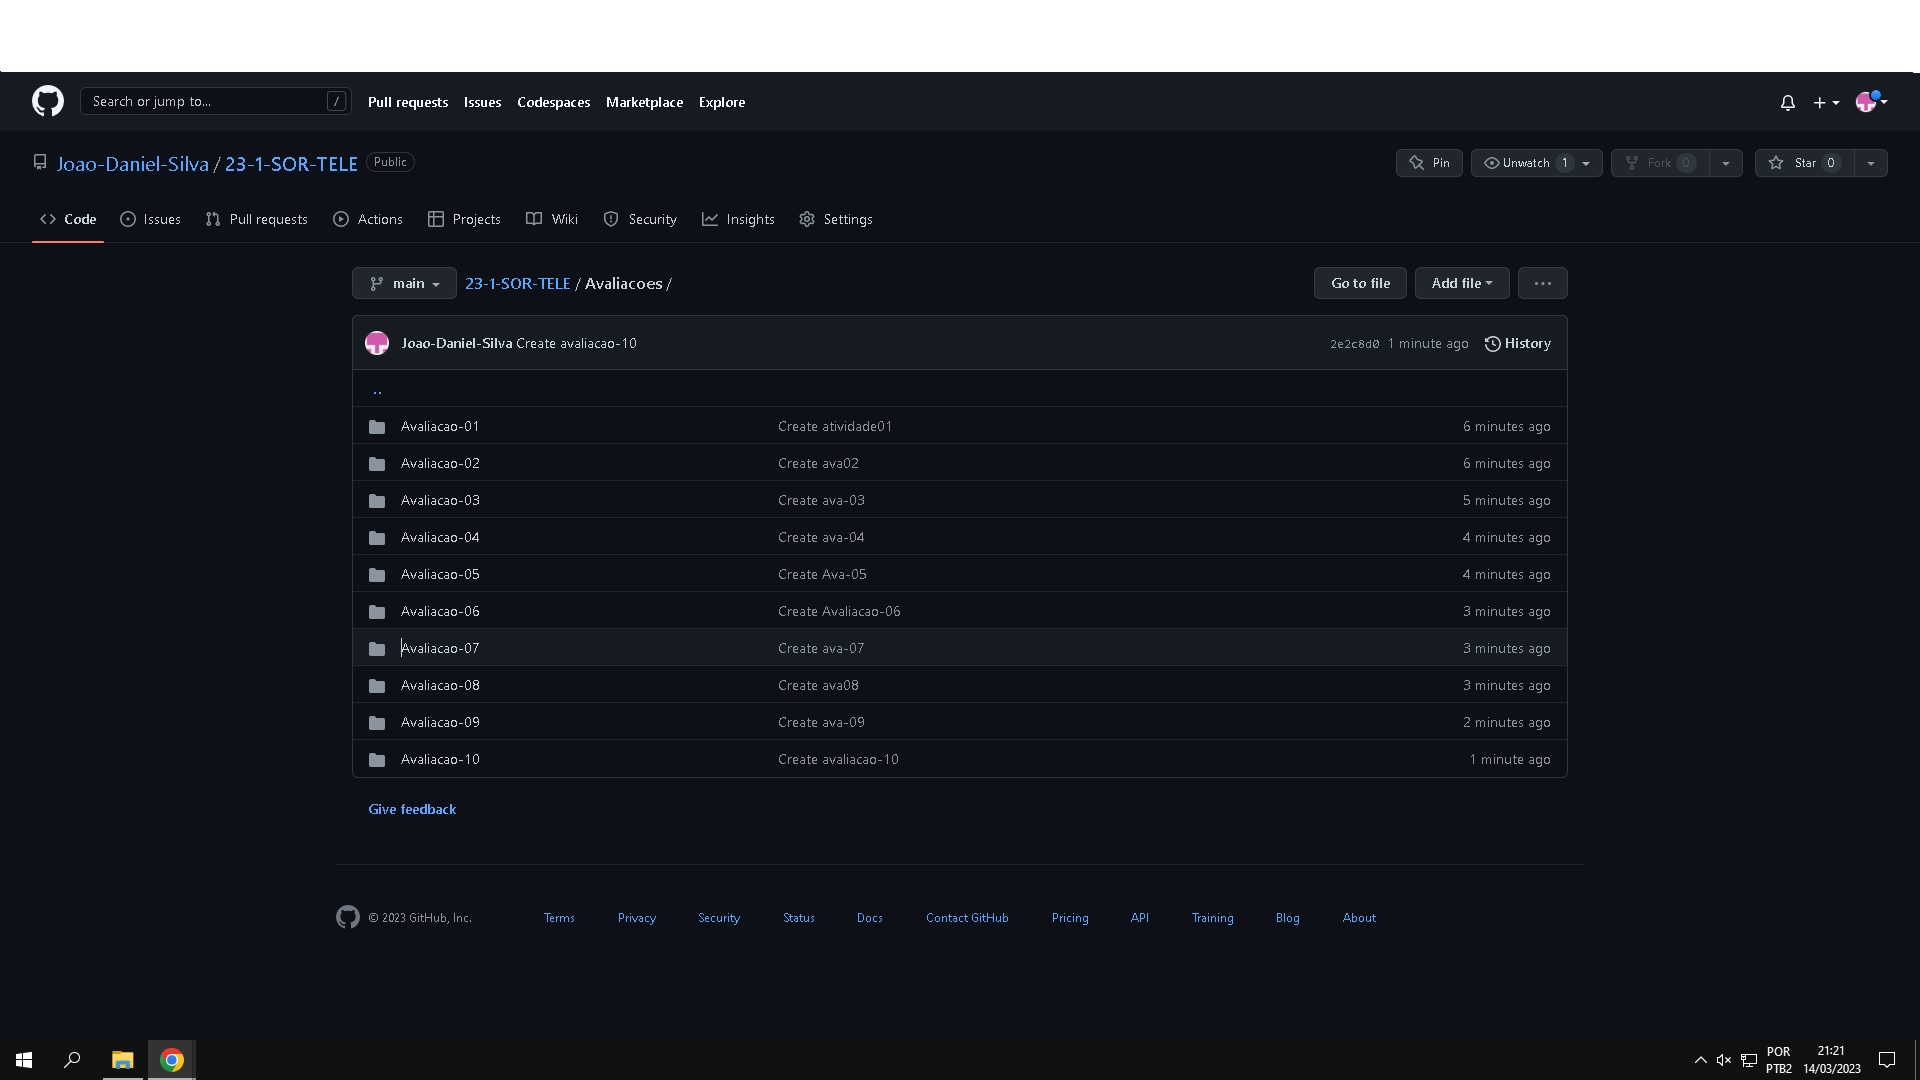 Search or jump to... / Pull requests Issues Codespaces Marketplace Explore
Joao-Daniel-Silva / 23-1-SOR-TELE Public Pin Unwatch 1 Fork 0 Star 0
Code Issues Pull requests Actions Projects Wiki Security Insights Settings
main 23-1-SOR-TELE / Avaliacoes / Go to file Add file ...
Joao-Daniel-Silva Create avaliacao-10 2e2c8d0 1 minute ago History
..
Avaliacao-01 Create atividade01 6 minutes ago
Avaliacao-02 Create ava02 6 minutes ago
Avaliacao-03 Create ava-03 5 minutes ago
Avaliacao-04 Create ava-04 4 minutes ago
Avaliacao-05 Create Ava-05 4 minutes ago
Avaliacao-06 Create Avaliacao-06 3 minutes ago
Avaliacao-07 Create ava-07 3 minutes ago
Avaliacao-08 Create ava08 3 minutes ago
Avaliacao-09 Create ava-09 2 minutes ago
Avaliacao-10 Create avaliacao-10 1 minute ago
Give feedback
© 2023 GitHub, Inc. Terms Privacy Security Status Docs Contact GitHub Pricing API Training Blog About
POR 21:21
PTB2 14/03/2023